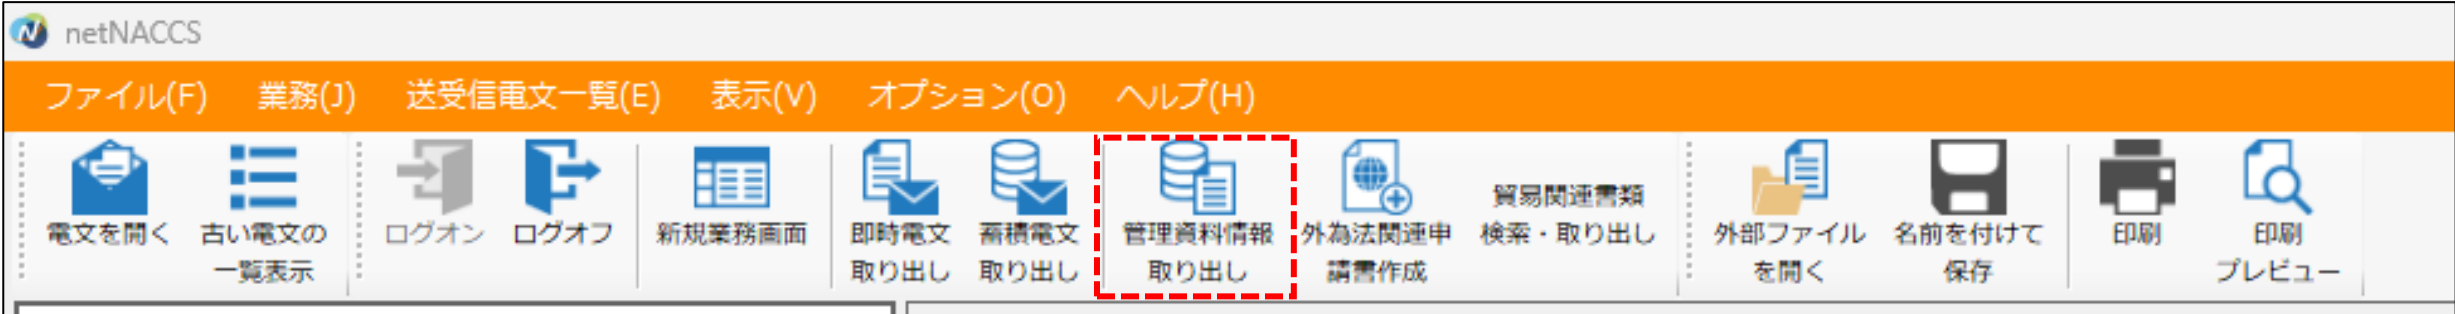 netNACCS
ファイル(F) 業務(J) 送受信電文一覧(E) 表示(V) オプション(O) ヘルプ(H)
電文を開く
古い電文の
一覧表示
ログオン
ログオフ
新規業務画面
即時電文
取り出し
蓄積電文
取り出し
管理資料情報
取り出し
外為法関連申
請書作成
貿易関連書類
検索・取り出し
外部ファイル
を開く
名前を付けて
保存
印刷
印刷
プレビュー